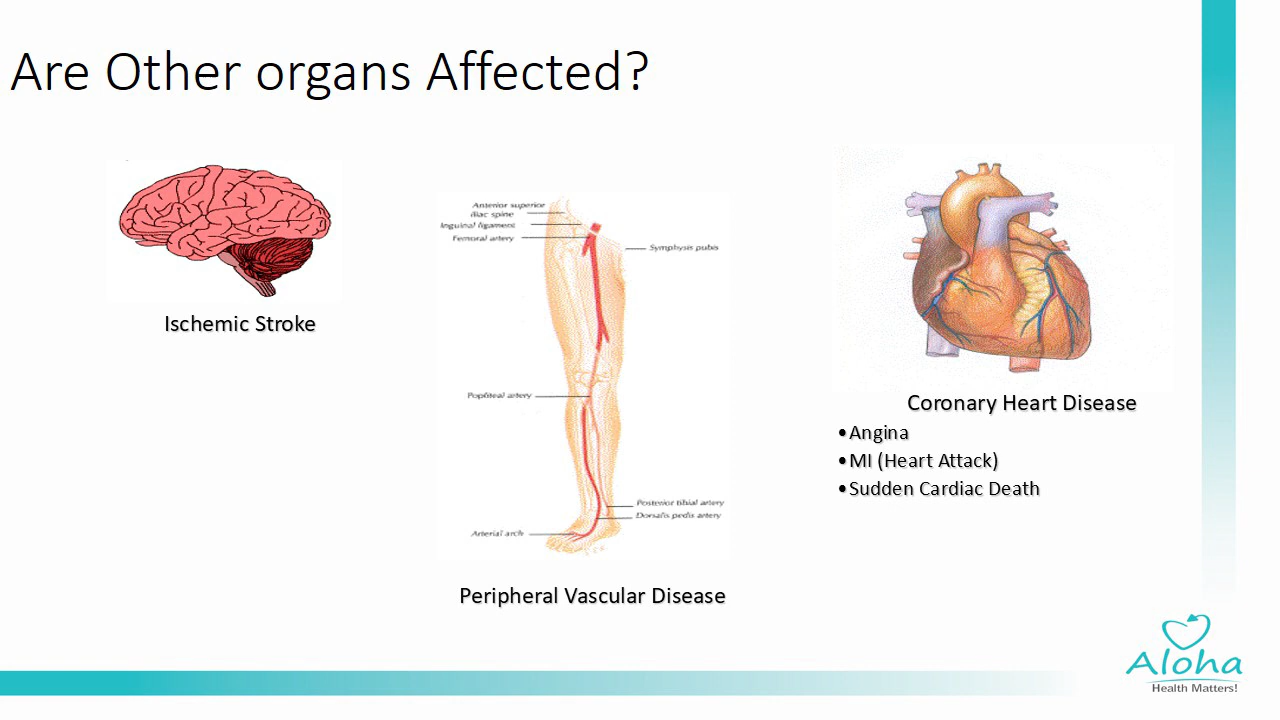 Are Other organs Affected?
Ischemic Stroke
Anterior superior
iliac spine
Inguinal ligament
Femoral artery
Symphysis pubis
Popliteal artery
Posterior tibial artery
Dorsalis pedis artery
Arterial arch
Peripheral Vascular Disease
Coronary Heart Disease
•Angina
•MI (Heart Attack)
•Sudden Cardiac Death
Aloha
Health Matters!